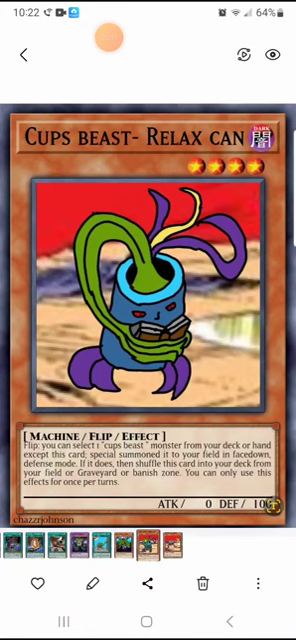 10:22
64%
CUPS BEAST- RELAX CAN
DARK
闇
[ MACHINE / FLIP / EFFECT ]
Flip: you can select 1 "cups beast " monster from your deck or hand
except this card; special summoned it to your field in facedown,
defense mode. If it does, then shuffle this card into your deck from
your field or Graveyard or banish zone. You can only use this
effects for once per turns.
ATK / 0 DEF / 100
chazzrjohnson